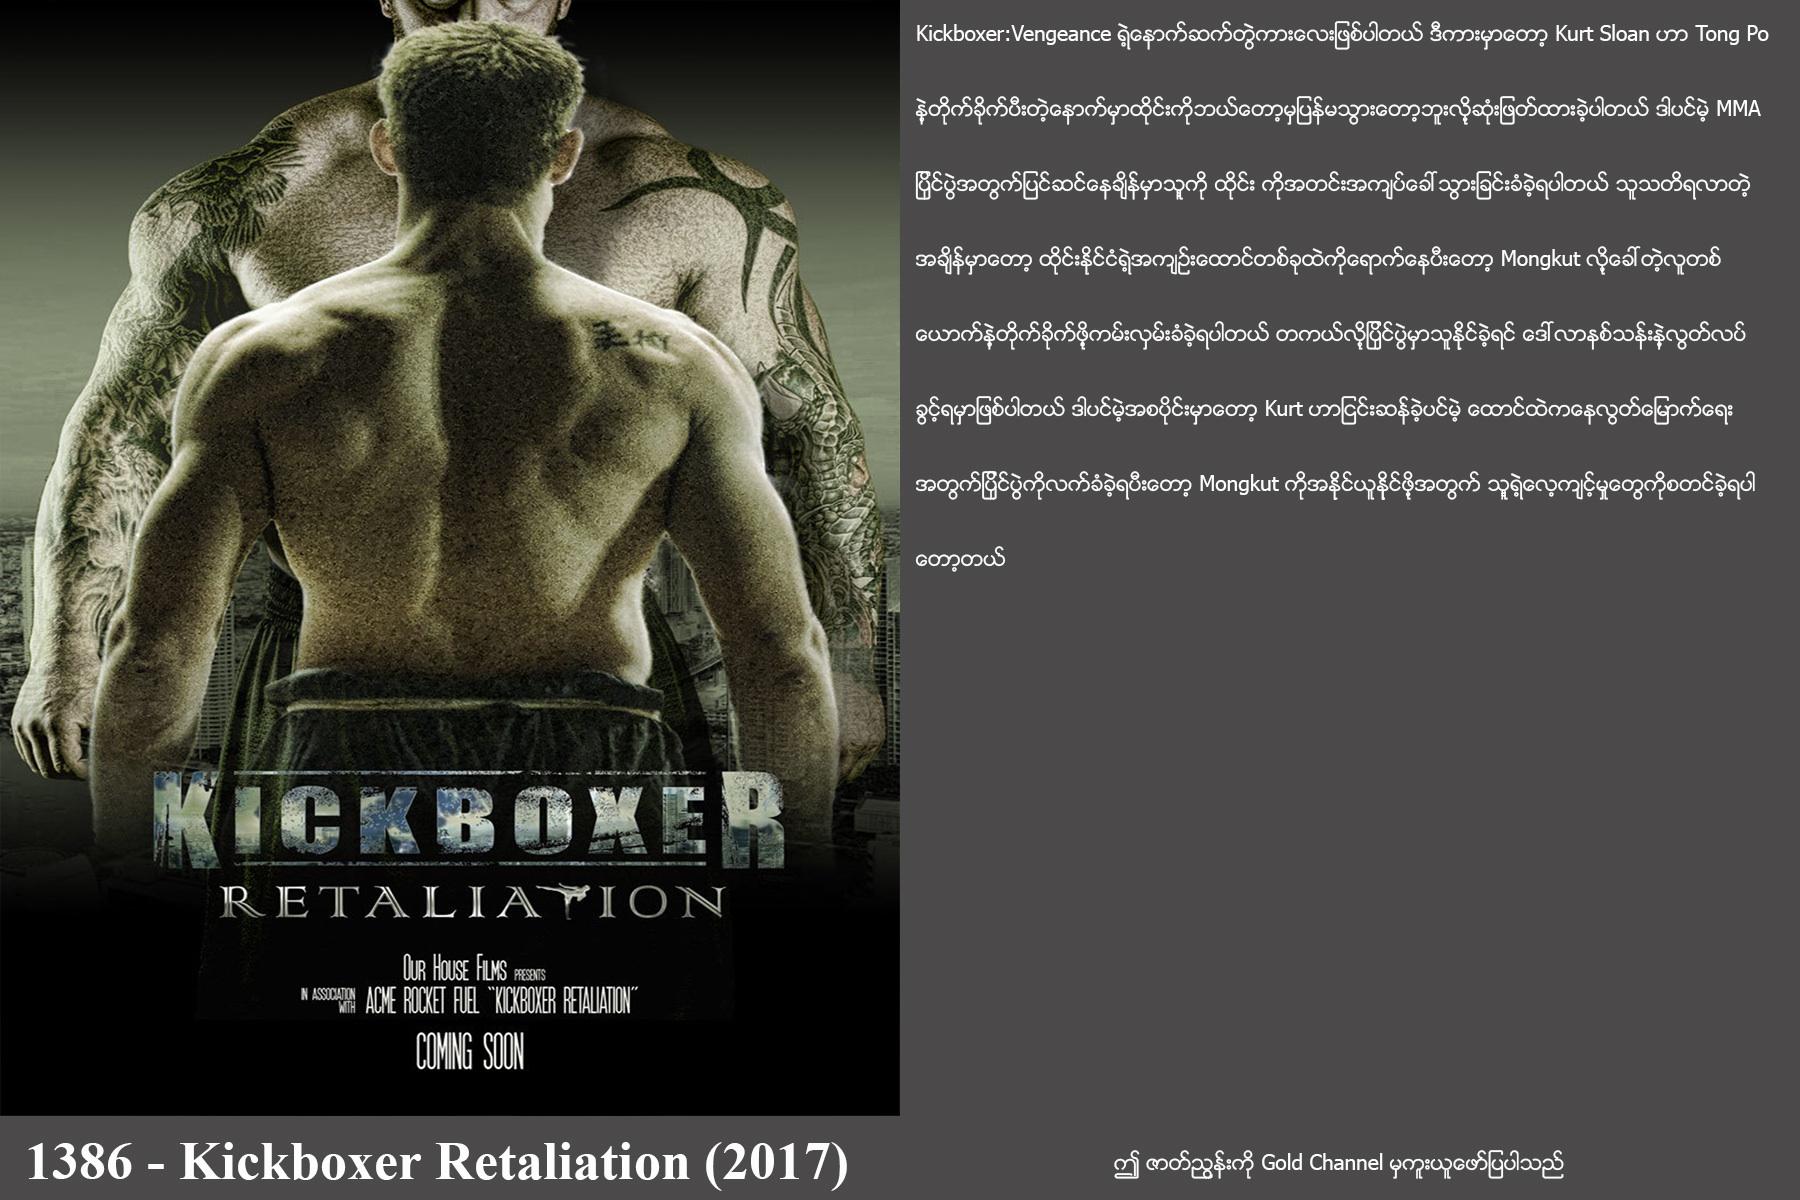 Kickboxer:Vengeance ရဲ့နောက်ဆက်တွဲကားလေးဖြစ်ပါတယ် ဒီကားမှာတော့ Kurt Sloan ဟာ Tong Po
နဲ့တိုက်ခိုက်ပီးတဲ့နောက်မှာထိုင်းကိုဘယ်တော့မှပြန်မသွားတော့ဘူးလို့ဆုံးဖြတ်ထားခဲ့ပါတယ် ဒါပင်မဲ့ MMA
ပြိုင်ပွဲအတွက်ပြင်ဆင်နေချိန်မှာသူ့ကို ထိုင်း ကိုအတင်းအကျပ်ခေါ်သွားခြင်းခံခဲ့ရပါတယ် သူသတိရလာတဲ့
အချိန်မှာတော့ ထိုင်းနိုင်ငံရဲ့အကျဉ်းထောင်တစ်ခုထဲကိုရောက်နေပီးတော့ Mongkut လို့ခေါ်တဲ့လူတစ်
ယောက်နဲ့တိုက်ခိုက်ဖို့ကမ်းလှမ်းခံခဲ့ရပါတယ် တကယ်လို့ပြိုင်ပွဲမှာသူနိုင်ခဲ့ရင် ဒေါ်လာနစ်သန်းနဲ့လွတ်လပ်
ခွင့်ရမှာဖြစ်ပါတယ် ဒါပင်မဲ့အစပိုင်းမှာတော့ Kurt ဟာငြင်းဆန်ခဲ့ပင်မဲ့ ထောင်ထဲကနေလွတ်မြောက်ရေး
အတွက်ပြိုင်ပွဲကိုလက်ခံခဲ့ရပီးတော့ Mongkut ကိုအနိုင်ယူနိုင်ဖို့အတွက် သူ့ရဲ့လေ့ကျင့်မှုတွေကိုစတင်ခဲ့ရပါ
တော့တယ်
KICKBOXER
RETALIATION
OUR HOUSE FILMS PRESENTS
IN ASSOCIATION WITH ACME ROCKET FUEL "KICKBOXER RETALIATION"
COMING SOON
1386 - Kickboxer Retaliation (2017)
ဤ ဇာတ်ညွှန်းကို Gold Channel မှကူးယူဖော်ပြပါသည်